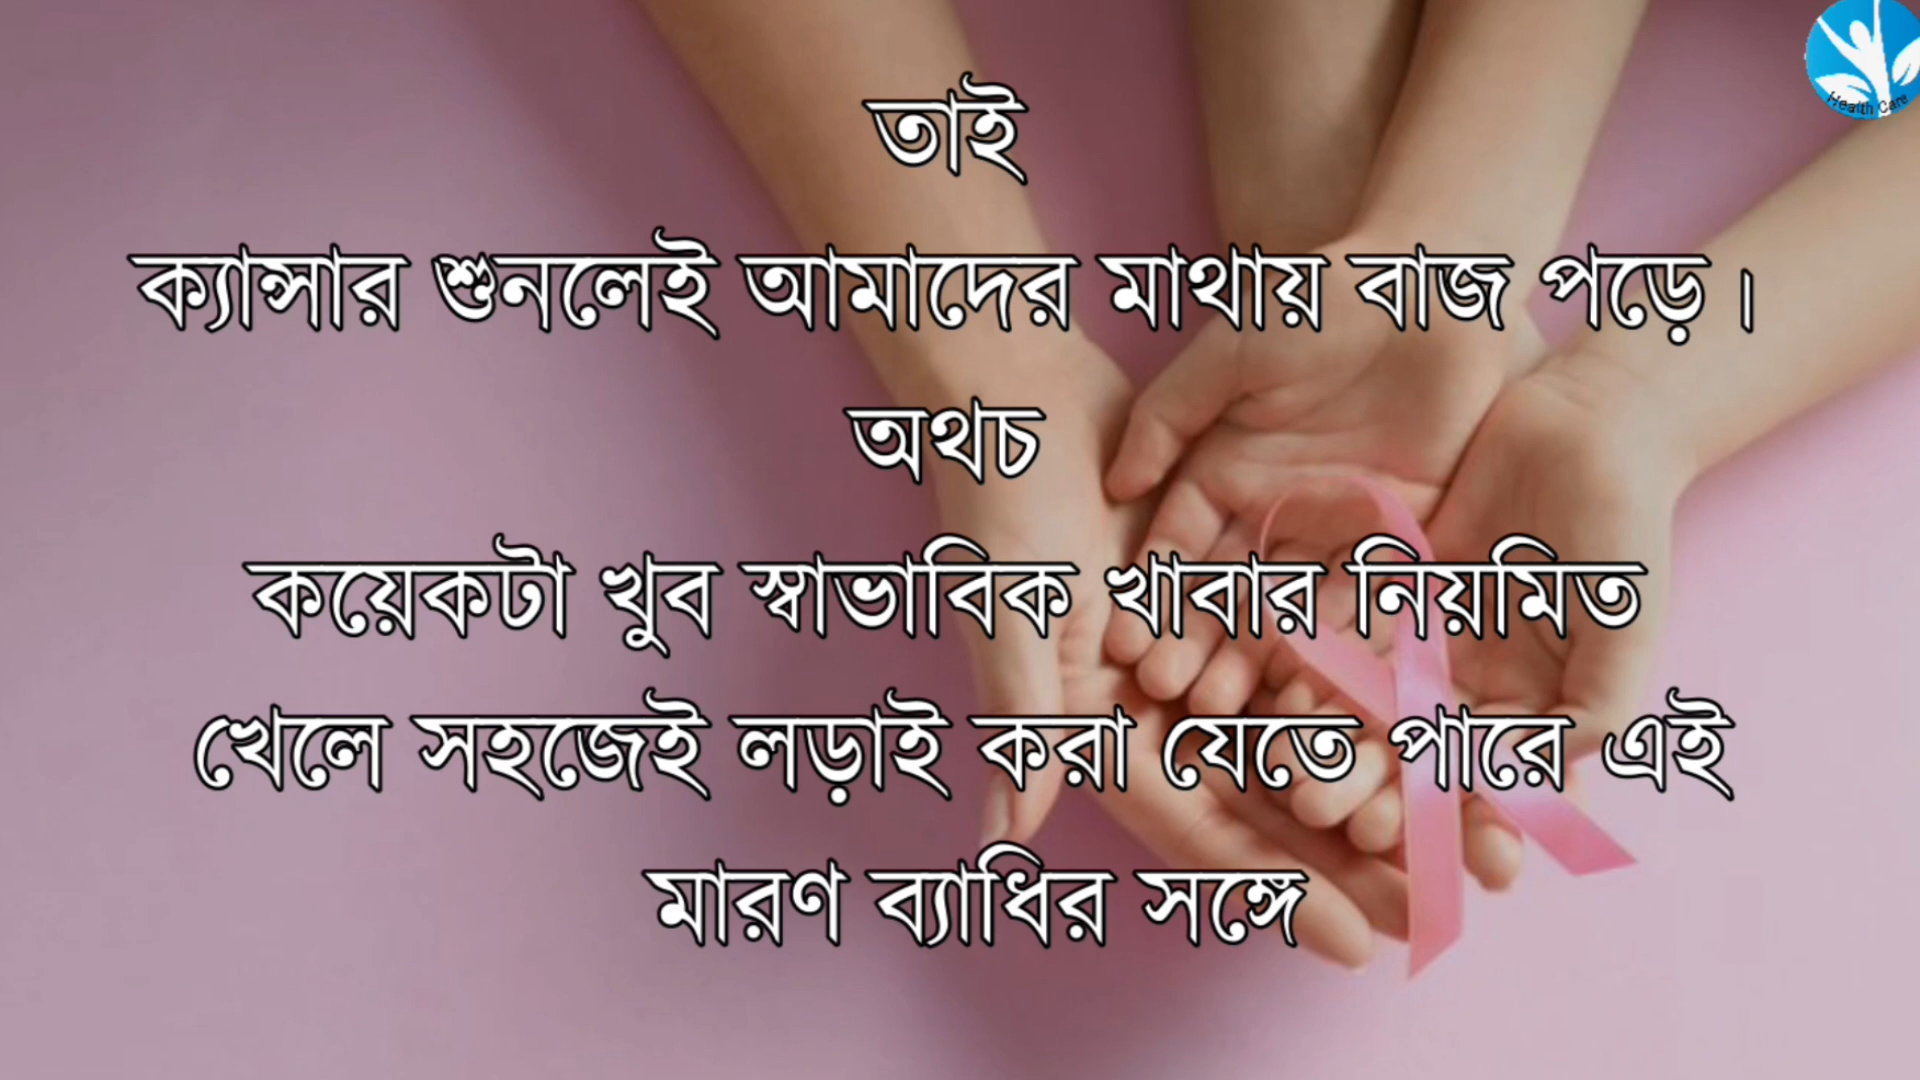 Health Care
তাই
ক্যান্সার শুনলেই আমাদের মাথায় বাজ পড়ে।
অথচ
কয়েকটা খুব স্বাভাবিক খাবার নিয়মিত
খেলে সহজেই লড়াই করা যেতে পারে এই
মারণ ব্যাধির সঙ্গে